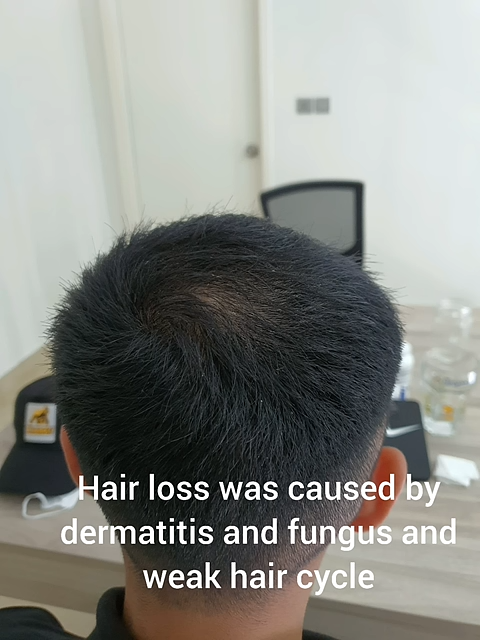 Hair loss was caused by
dermatitis and fungus and
weak hair cycle